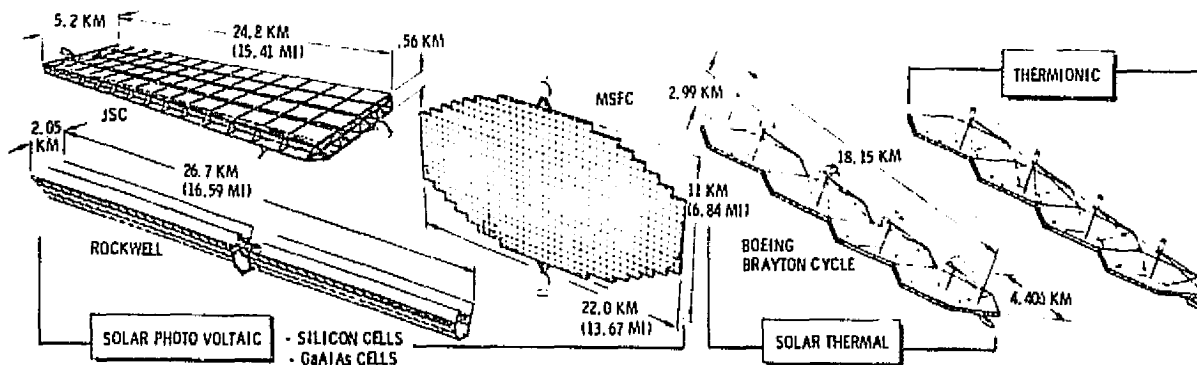 5.2 KM
24.8 KM
(15.41 MI)
.56 KM
JSC
2.05
KM
26.7 KM
(16.59 MI)
ROCKWELL
SOLAR PHOTO VOLTAIC
- SILICON CELLS
- GaAlAs CELLS
MSFC
11 KM
(6.84 MI)
22.0 KM
(13.67 MI)
2.99 KM
18.15 KM
BOEING
BRAYTON CYCLE
4.400 KM
SOLAR THERMAL
THERMIONIC